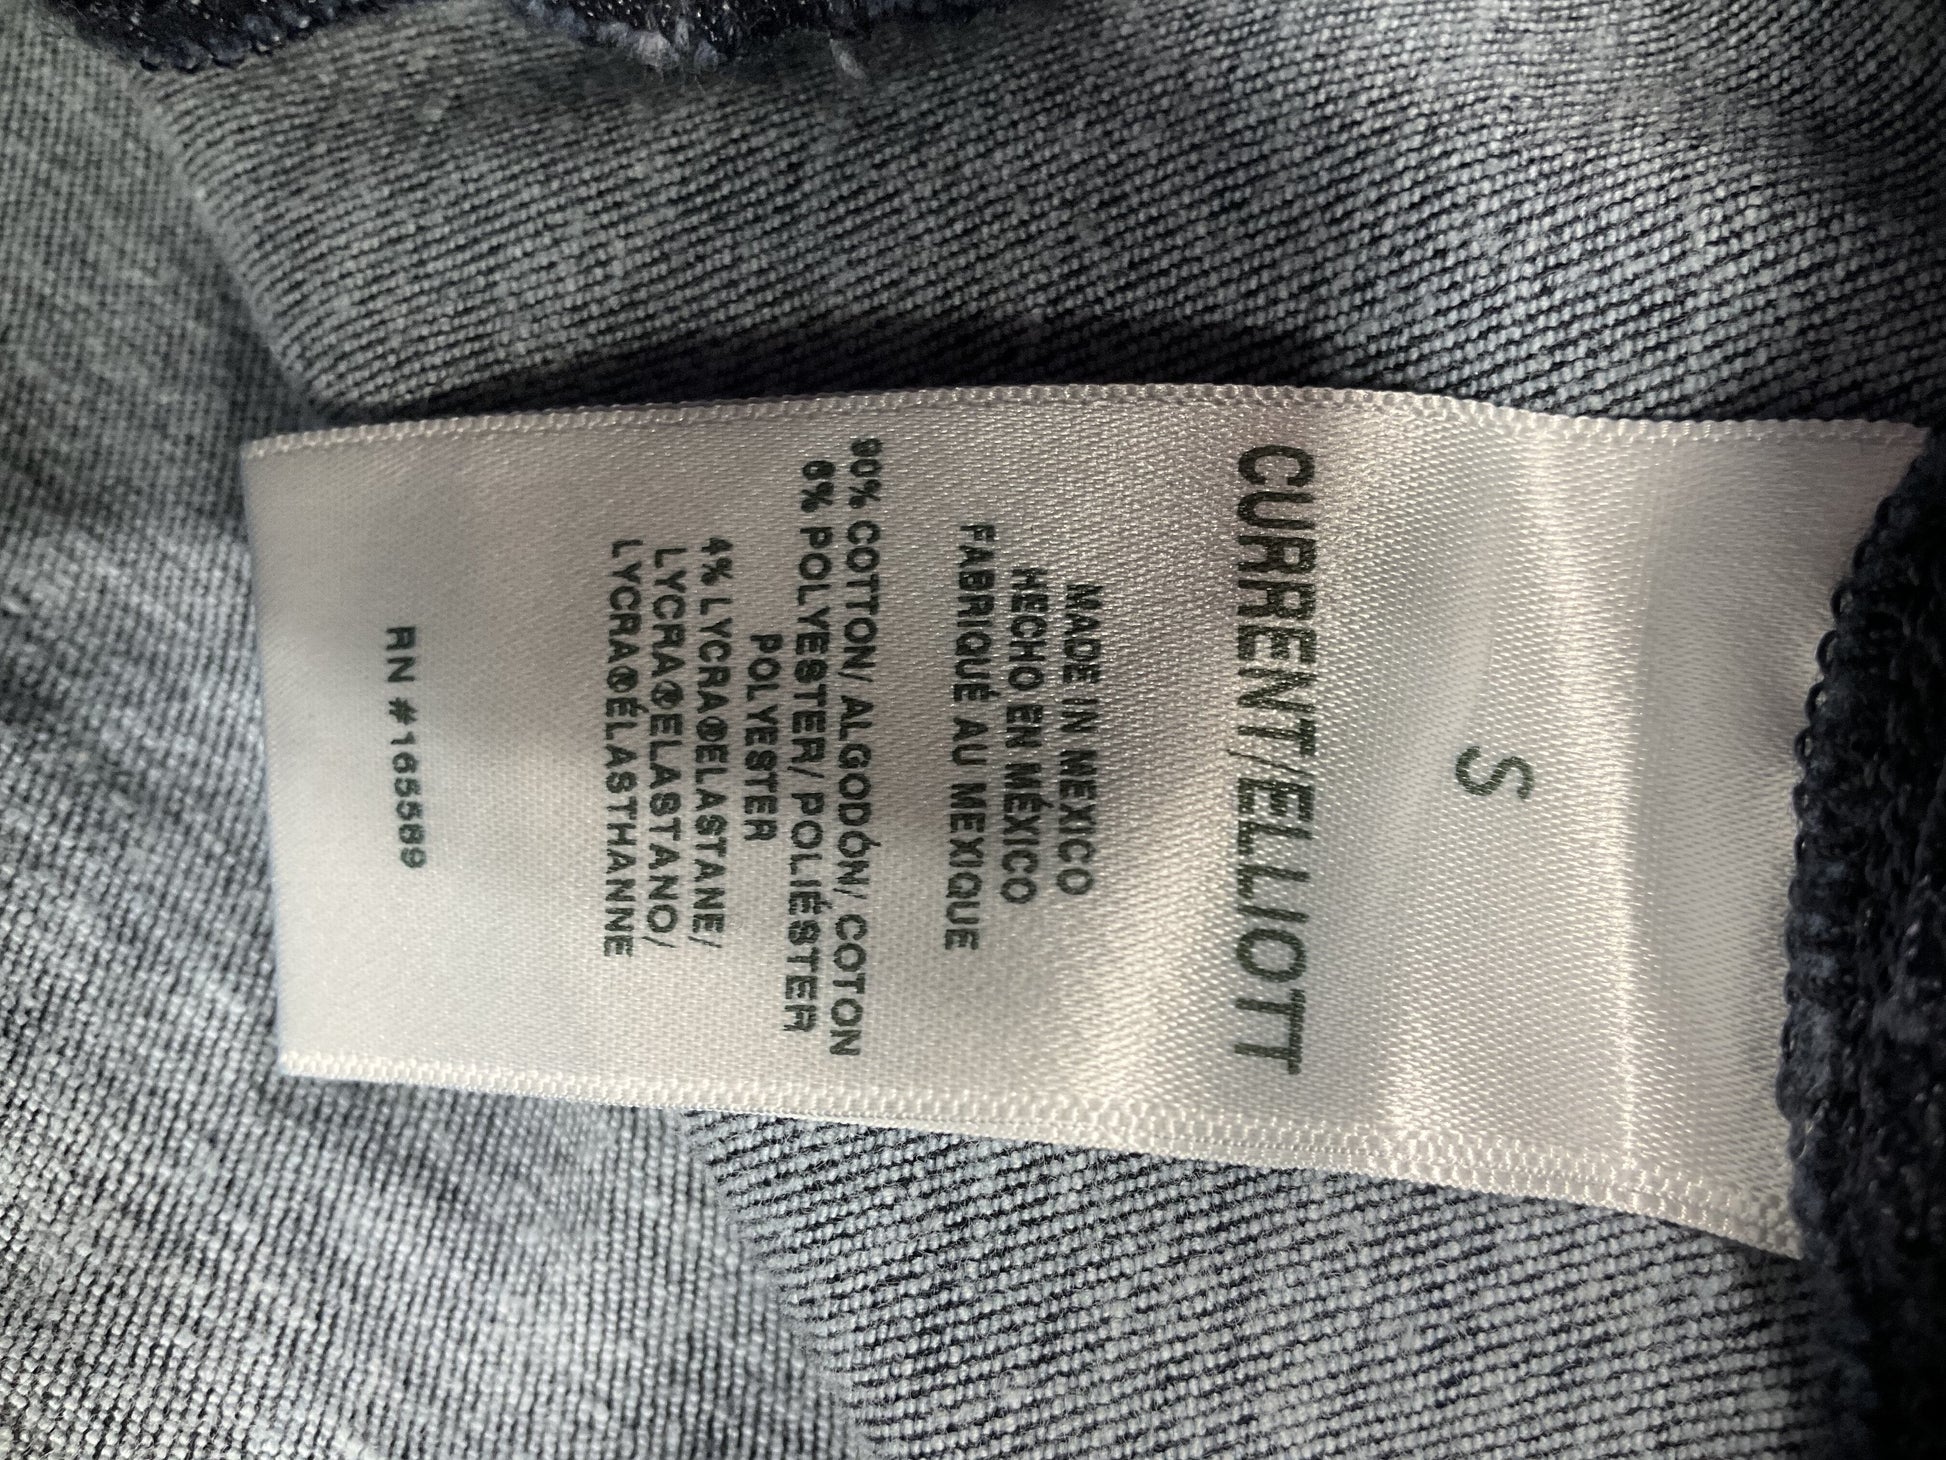 S
CURRENT/ELLIOTT
MADE IN MEXICO
HECHO EN MÉXICO
FABRIQUÉ AU MEXIQUE
90% COTTON/ ALGODÓN/ COTON
6% POLYESTER/ POLIÉSTER
POLYESTER
4% LYCRA®ELASTANE/
LYCRA®ELASTANO/
LYCRA®ÉLASTHANNE
RN #165589